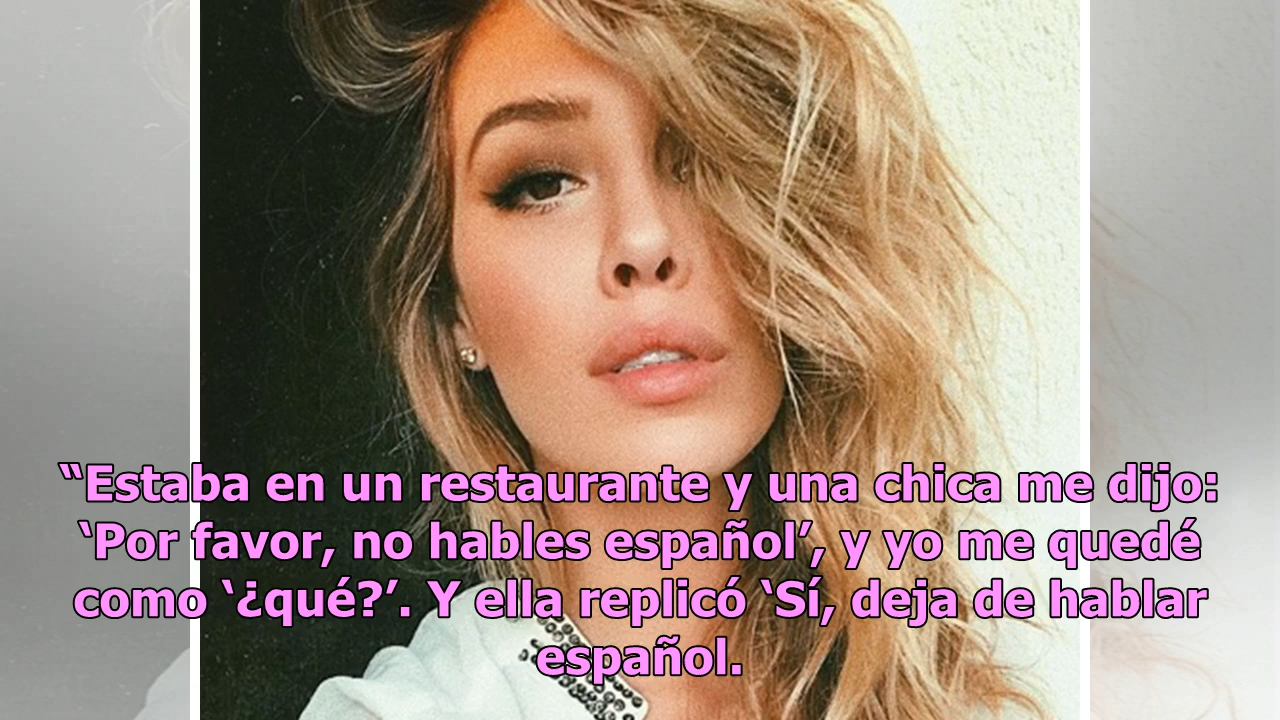 “Estaba en un restaurante y una chica me dijo:
‘Por favor, no hables español’, y yo me quedé
como ‘¿qué?’. Y ella replicó ‘Sí, deja de hablar
español.